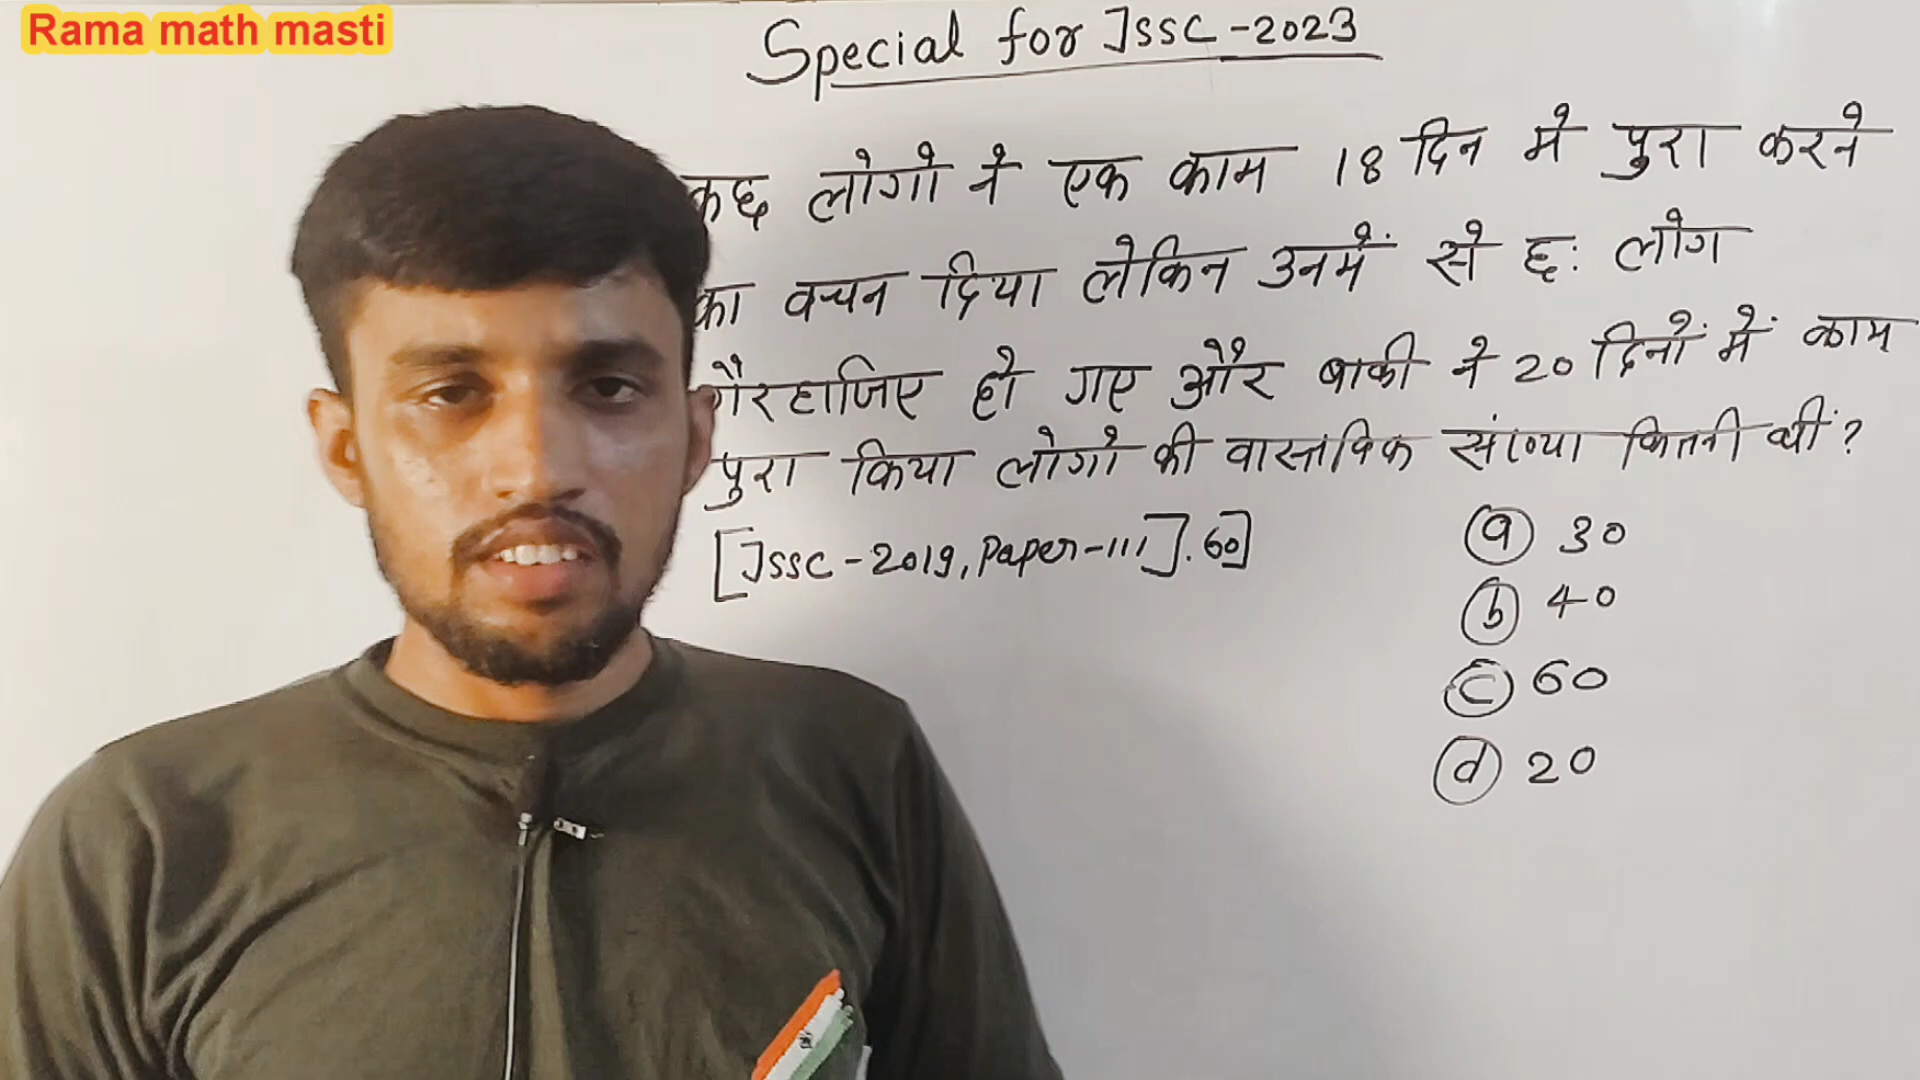 Rama math masti
Special for JSSC-2023
कुछ लोगो ने एक काम 18 दिन मे पुरा करने
का वचन दिया लेकिन उनमें से छः लोग
गैरहाजिए हो गए और बाकी ने 20 दिनों में काम
पुरा किया लोगो की वास्तविक संख्या कितनी थीं?
[JSSC-2019, Paper-III].60]
(a) 30
(b) 40
(c) 60
(d) 20